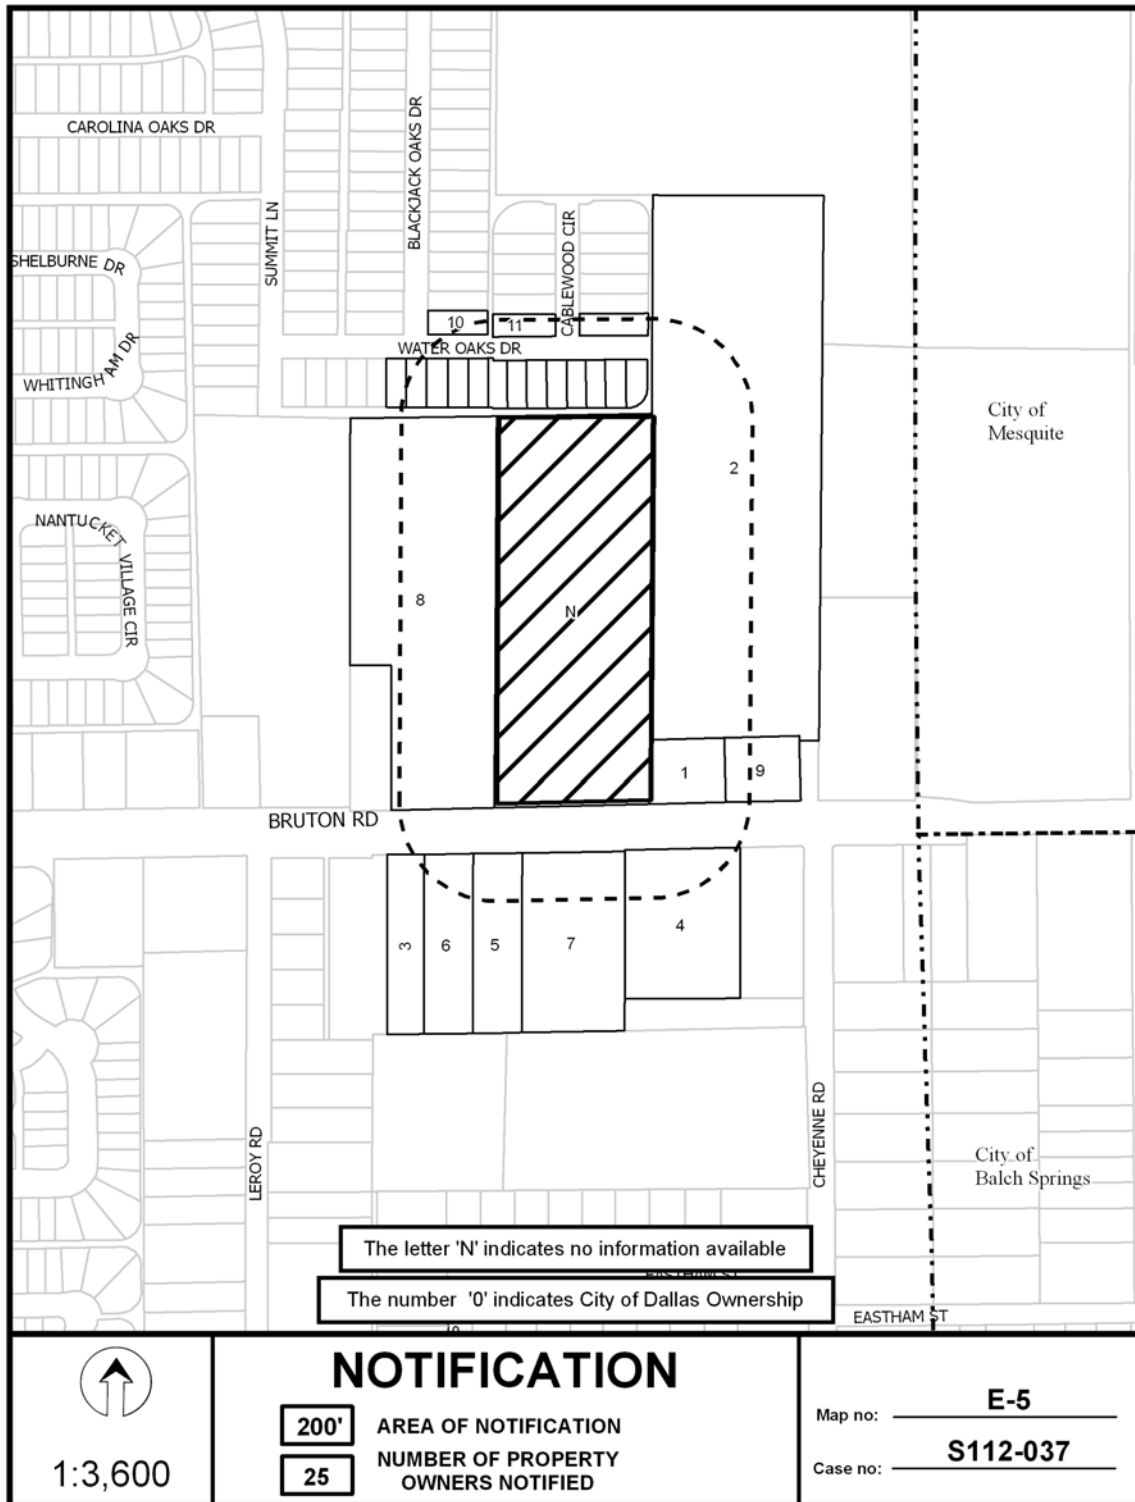 CAROLINA OAKS DR
BLACKJACK OAKS DR
SUMMIT LN
CABLEWOOD CIR
SHELBURNE DR
10
11
WATER OAKS DR
WHITINGHAM DR
City of
Mesquite
2
NANTUCKET VILLAGE CIR
8
N
1
9
BRUTON RD
3
6
5
7
4
CHEYENNE RD
LEROY RD
City of
Balch Springs
The letter 'N' indicates no information available
EASTHAM ST
The number '0' indicates City of Dallas Ownership
EASTHAM ST
1:3,600
NOTIFICATION
200' AREA OF NOTIFICATION
25 NUMBER OF PROPERTY
OWNERS NOTIFIED
Map no: E-5
Case no: S112-037